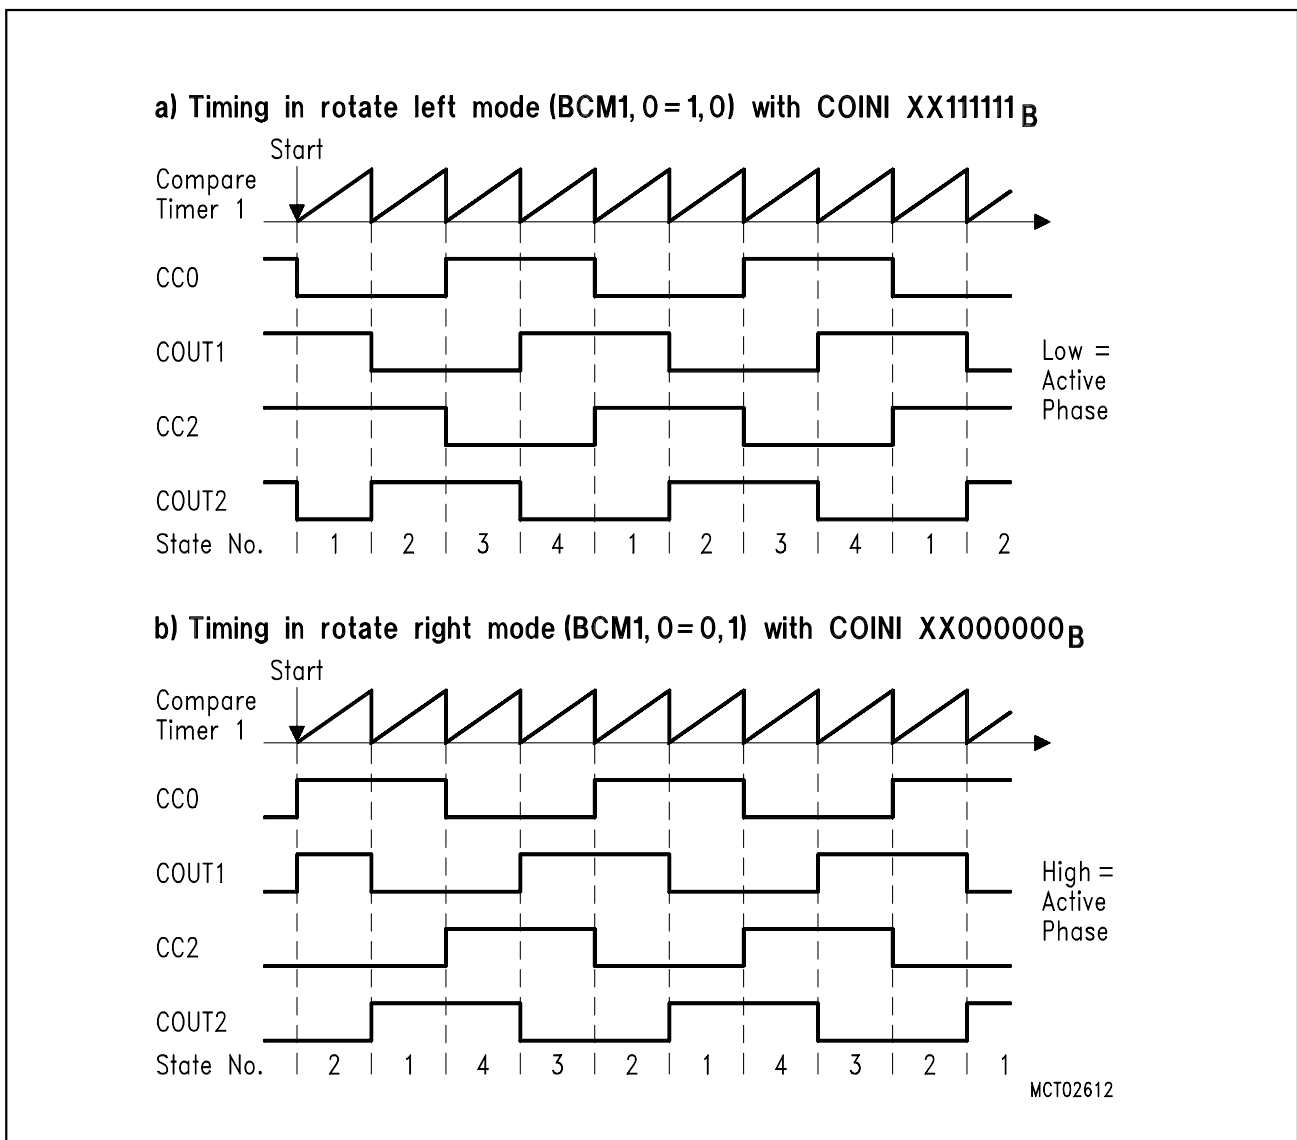 a) Timing in rotate left mode (BCM1, 0 = 1, 0) with COINI XX111111B
Start
Compare
Timer 1
CC0
COUT1
Low =
Active
Phase
CC2
COUT2
State No. | 1 | 2 | 3 | 4 | 1 | 2 | 3 | 4 | 1 | 2
b) Timing in rotate right mode (BCM1, 0 = 0, 1) with COINI XX000000B
Start
Compare
Timer 1
CC0
COUT1
High =
Active
Phase
CC2
COUT2
State No. | 2 | 1 | 4 | 3 | 2 | 1 | 4 | 3 | 2 | 1
MCT02612